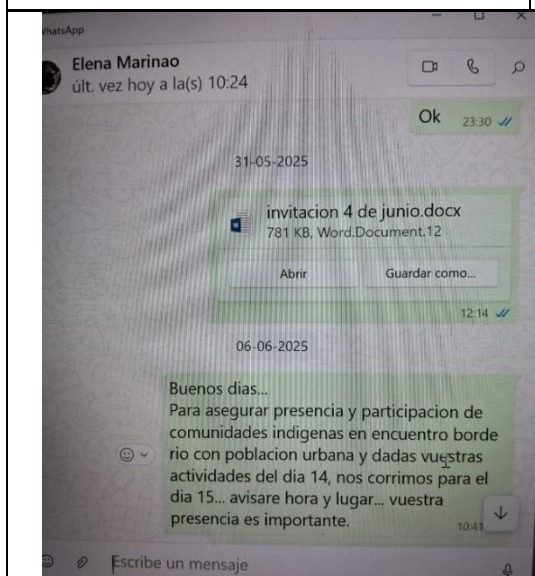 WhatsApp
Elena Marinao
últ. vez hoy a la(s) 10:24
Ok 23:30
31-05-2025
invitacion 4 de junio.docx
781 KB, Word.Document.12
Abrir Guardar como...
12:14
06-06-2025
Buenos dias...
Para asegurar presencia y participacion de
comunidades indigenas en encuentro borde
rio con poblacion urbana y dadas vuestras
actividades del dia 14, nos corrimos para el
dia 15... avisare hora y lugar... vuestra
presencia es importante.
10:41
Escribe un mensaje